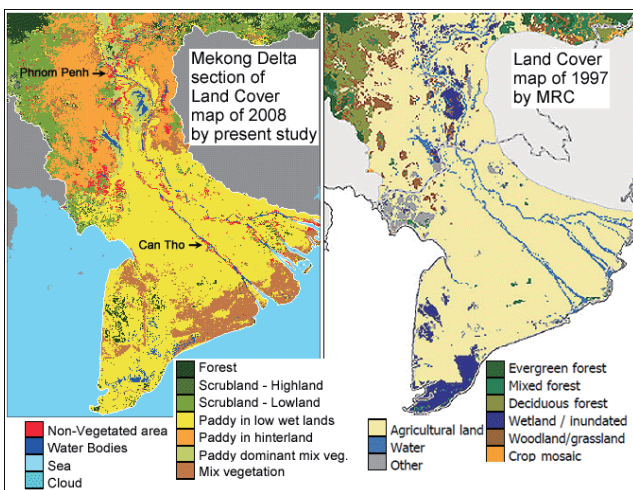 Phnom Penh
Mekong Delta
section of
Land Cover
map of 2008
by present study
Can Tho
Non-Vegetated area
Water Bodies
Sea
Cloud
Forest
Scrubland - Highland
Scrubland - Lowland
Paddy in low wet lands
Paddy in hinterland
Paddy dominant mix veg.
Mix vegetation
Land Cover
map of 1997
by MRC
Agricultural land
Water
Other
Evergreen forest
Mixed forest
Deciduous forest
Wetland / inundated
Woodland/grassland
Crop mosaic